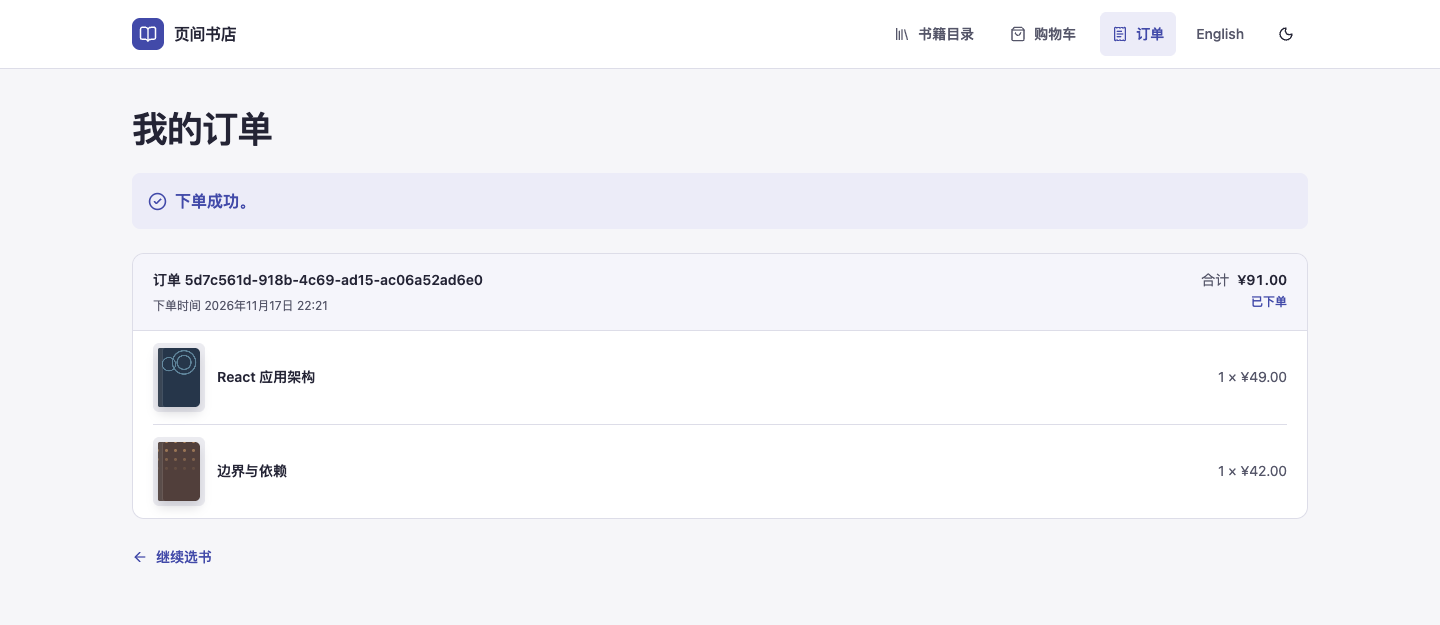 页间书店
书籍目录
购物车
订单
English
我的订单
下单成功。
订单 5d7c561d-918b-4c69-ad15-ac06a52ad6e0
合计 ¥91.00
下单时间 2026年11月17日 22:21
已下单
React 应用架构
1 × ¥49.00
边界与依赖
1 × ¥42.00
继续选书